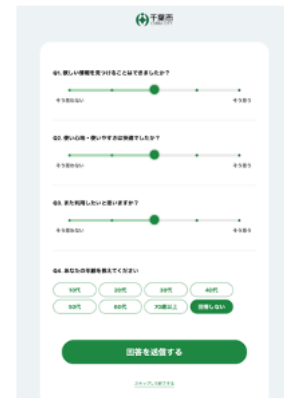 千葉市
CHIBA CITY
Q1. 欲しい情報を見つけることはできましたか？
そう思わない
そう思う
Q2. 使い心地・使いやすさは快適でしたか？
そう思わない
そう思う
Q3. また利用したいと思いますか？
そう思わない
そう思う
Q4. あなたの年齢を教えてください
10代 20代 30代 40代
50代 60代 70歳以上 回答しない
回答を送信する
スキップして終了する